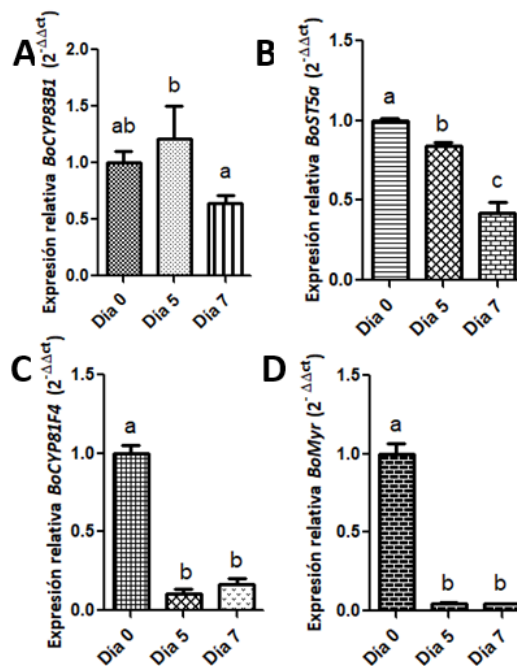 A
Expresión relativa BoCYP83B1 (2^-ΔΔct)
2.0
1.5
1.0
0.5
0.0
ab
b
a
Dia 0
Dia 5
Dia 7
B
Expresión relativa BoST5a (2^-ΔΔct)
1.5
1.0
0.5
0.0
a
b
c
Dia 0
Dia 5
Dia 7
C
Expresión relativa BoCYP81F4 (2^-ΔΔct)
1.5
1.0
0.5
0.0
a
b
b
Dia 0
Dia 5
Dia 7
D
Expresión relativa BoMyr (2^-ΔΔct)
1.5
1.0
0.5
0.0
a
b
b
Dia 0
Dia 5
Dia 7